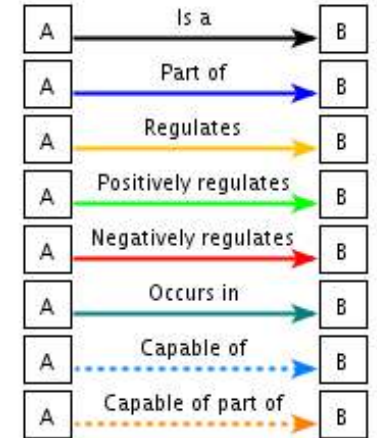 A Is a B
A Part of B
A Regulates B
A Positively regulates B
A Negatively regulates B
A Occurs in B
A Capable of B
A Capable of part of B